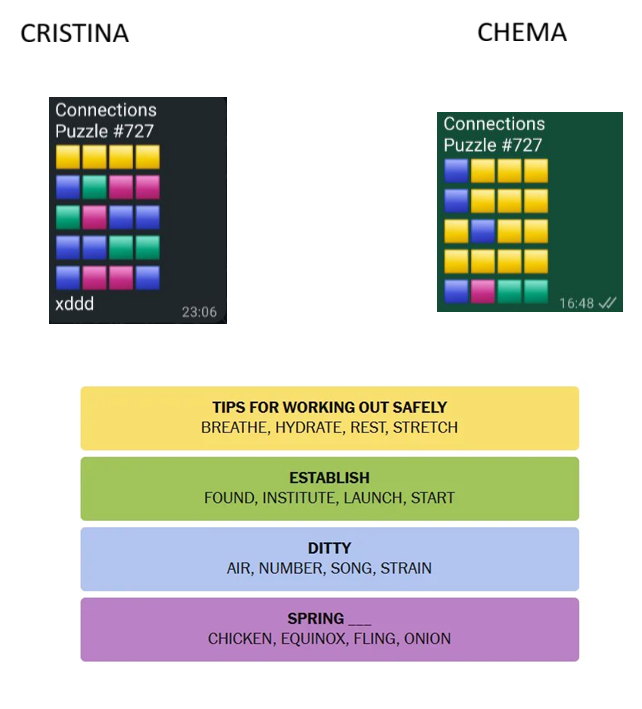 CRISTINA
CHEMA
Connections
Puzzle #727
xddd
23:06
Connections
Puzzle #727
16:48
TIPS FOR WORKING OUT SAFELY
BREATHE, HYDRATE, REST, STRETCH
ESTABLISH
FOUND, INSTITUTE, LAUNCH, START
DITTY
AIR, NUMBER, SONG, STRAIN
SPRING ___
CHICKEN, EQUINOX, FLING, ONION